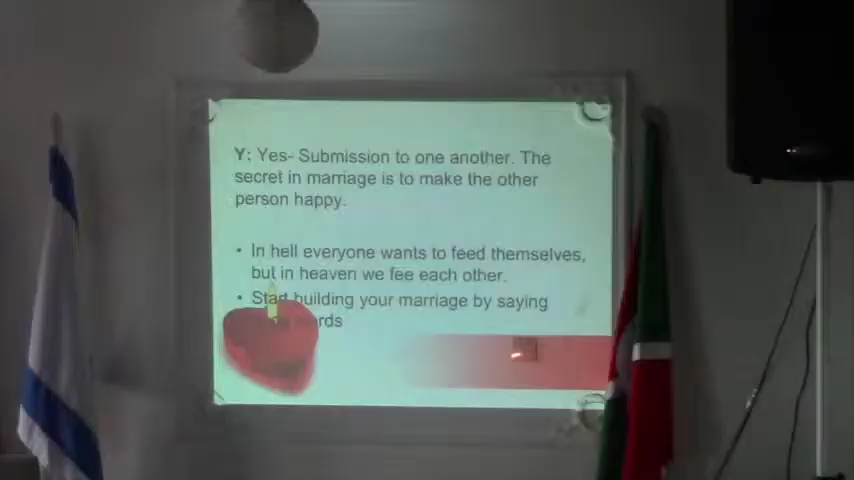 Y: Yes- Submission to one another. The
secret in marriage is to make the other
person happy.
• In hell everyone wants to feed themselves,
but in heaven we fee each other.
• Start building your marriage by saying